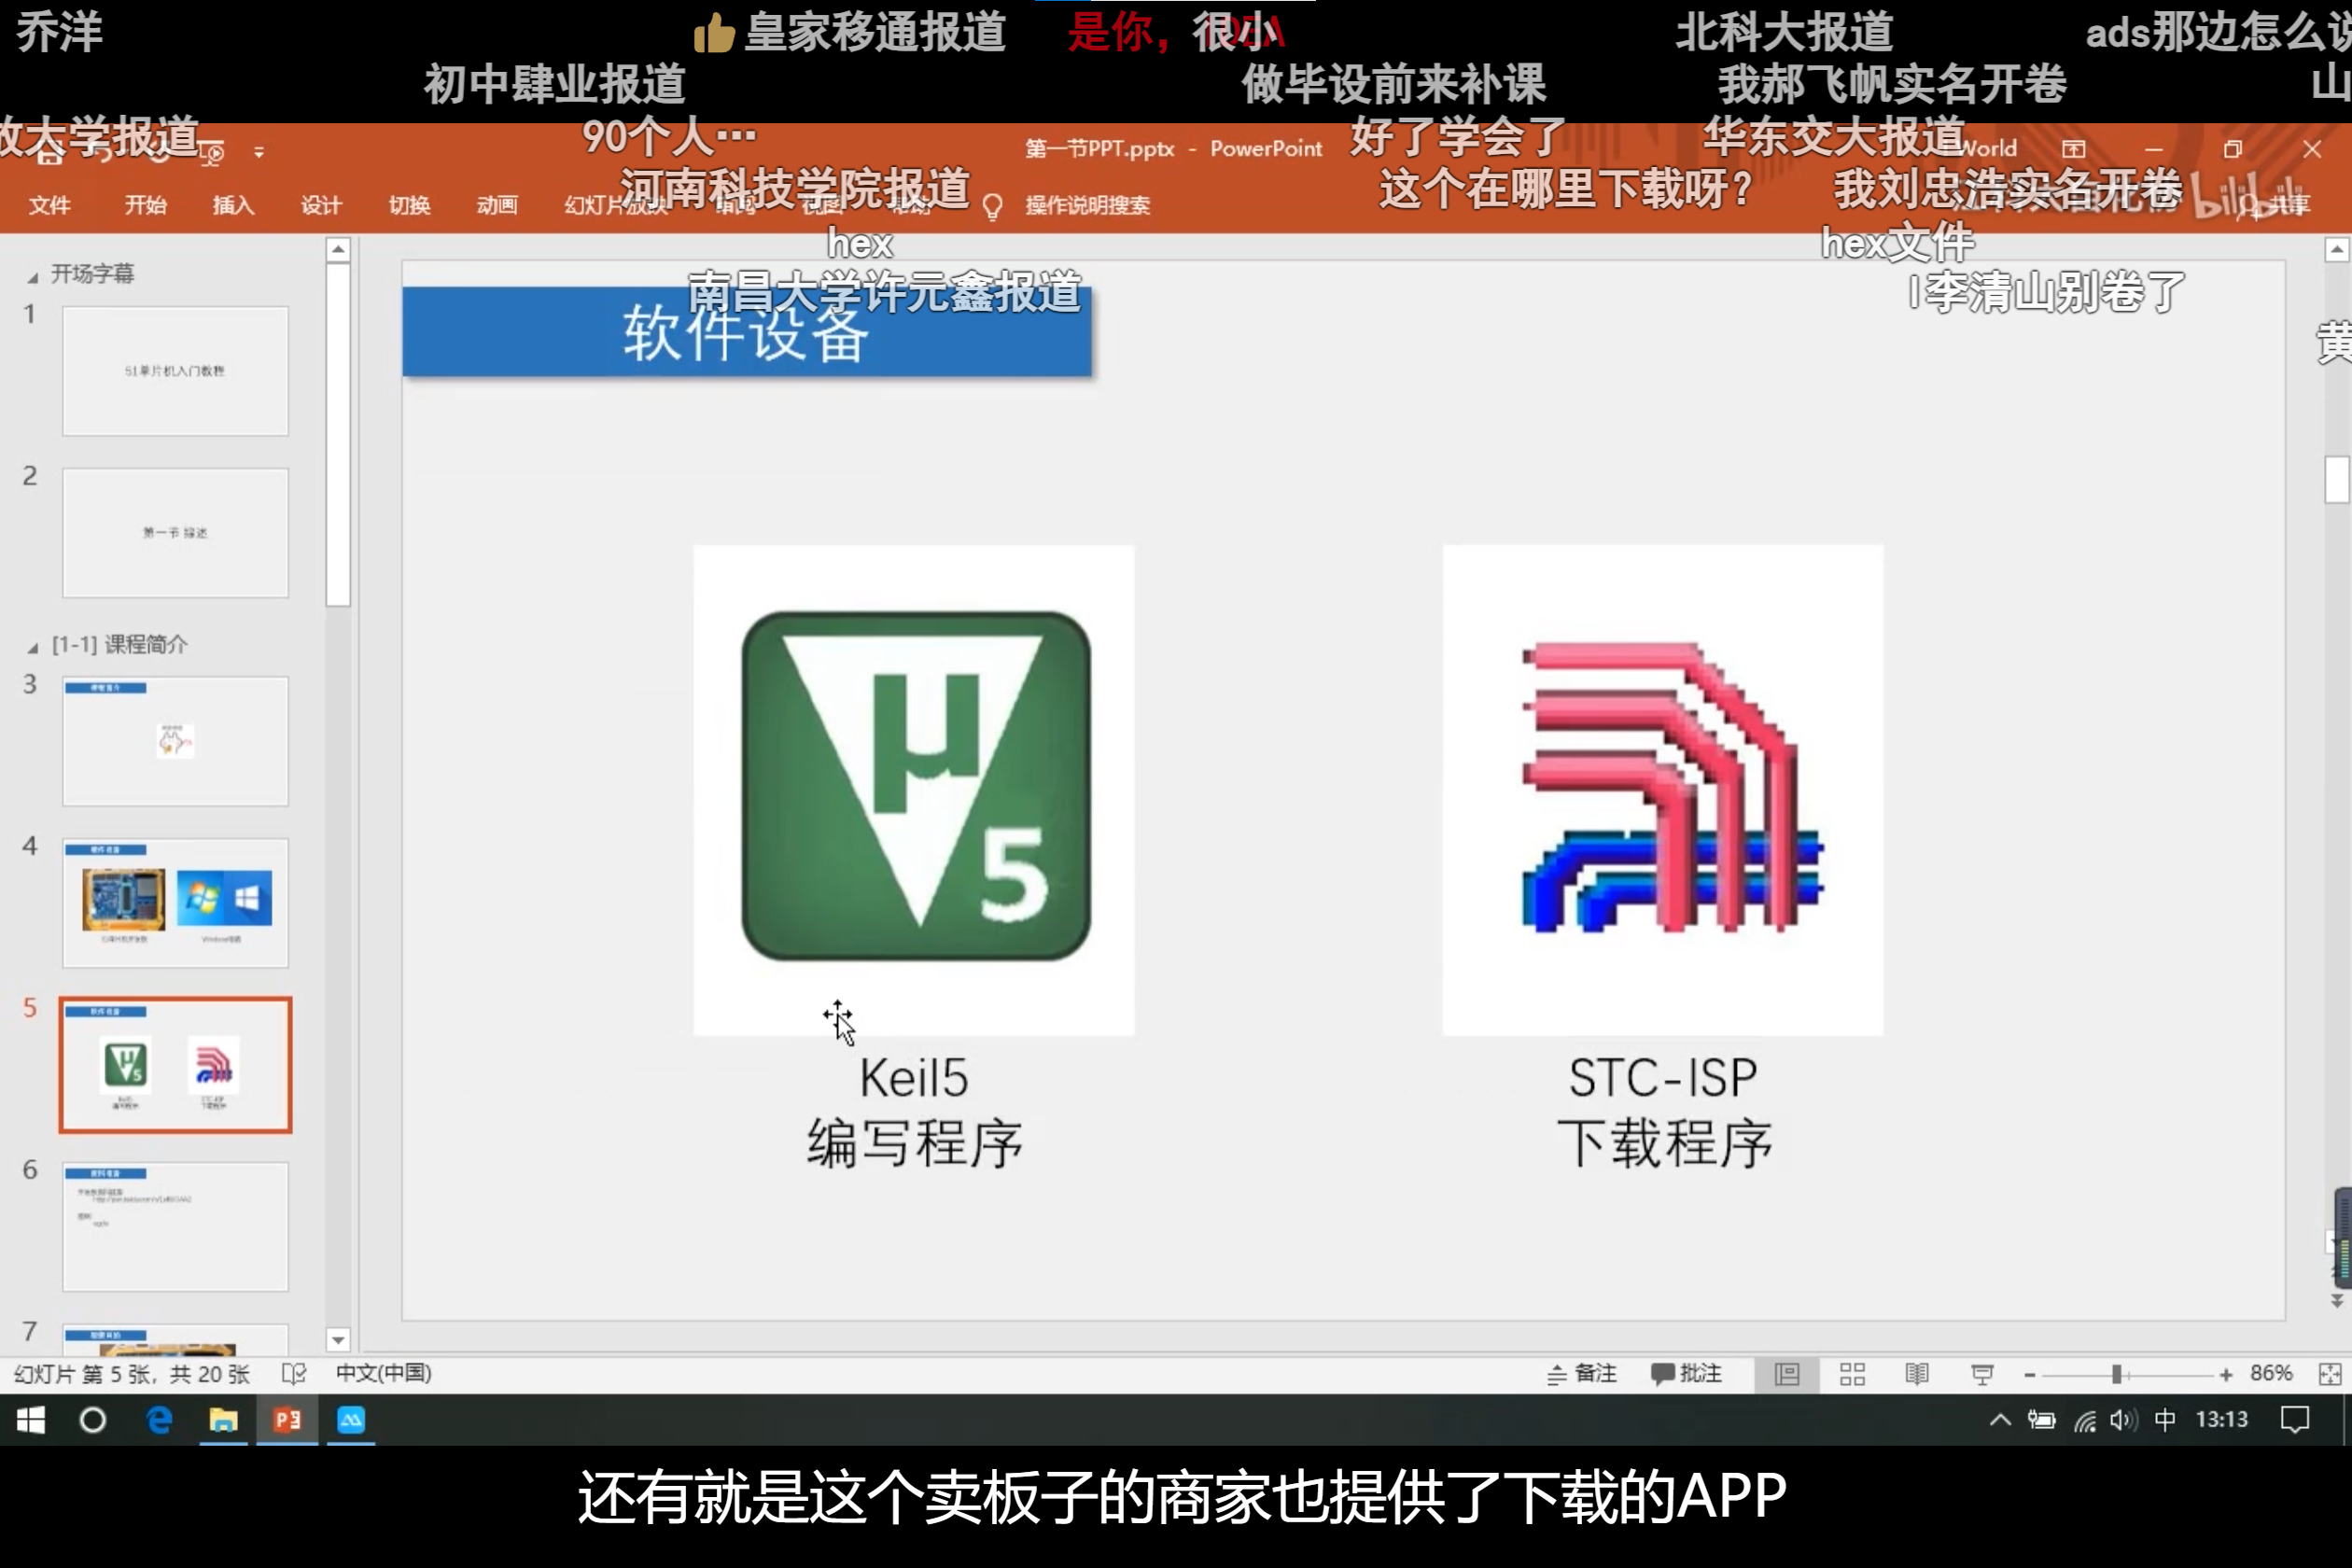 乔洋
皇家移通报道
是你，
很小
北科大报道
ads那边怎么说
初中肆业报道
做毕设前来补课
我郝飞帆实名开卷
山
放大学报道
90个人…
第一节PPT.pptx - PowerPoint
好了学会了
华东交大报道
World
文件
开始
插入
设计
切换
动画
幻灯片放映
河南科技学院报道
操作说明搜索
这个在哪里下载呀？
我刘忠浩实名开卷
bilibili
共享
hex
hex文件
南昌大学许元鑫报道
李清山别卷了
黄
开场字幕
1
51单片机入门教程
2
第一节 综述
[1-1] 课程简介
3
4
5
6
7
软件设备
μ
5
Keil5
编写程序
STC-ISP
下载程序
幻灯片 第 5 张，共 20 张
中文(中国)
备注
批注
86%
中
13:13
还有就是这个卖板子的商家也提供了下载的APP